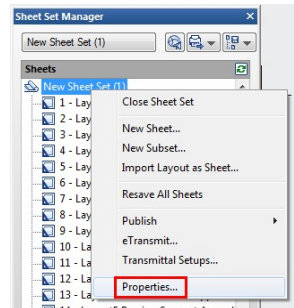 Sheet Set Manager
New Sheet Set (1)
Sheets
New Sheet Set (1)
1 - Lay
2 - Lay
3 - Lay
4 - Lay
5 - Lay
6 - Lay
7 - Lay
8 - Lay
9 - Lay
10 - La
11 - La
12 - La
13 - La
Close Sheet Set
New Sheet...
New Subset...
Import Layout as Sheet...
Resave All Sheets
Publish
eTransmit...
Transmittal Setups...
Properties...